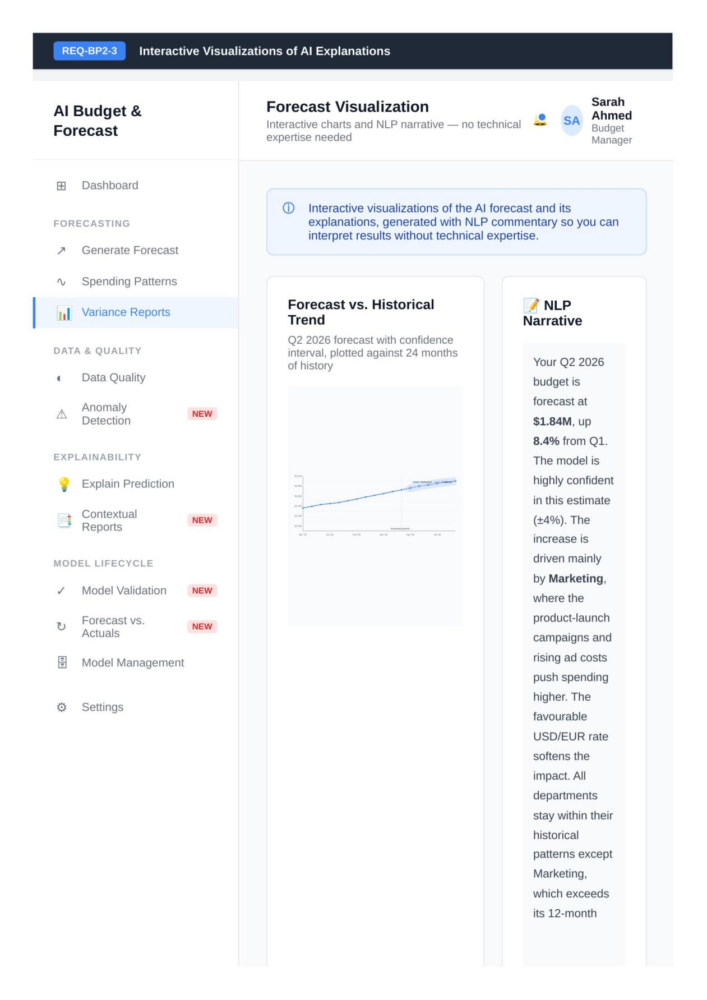 REQ-BP2-3 Interactive Visualizations of AI Explanations
AI Budget &
Forecast
Dashboard
FORECASTING
Generate Forecast
Spending Patterns
Variance Reports
DATA & QUALITY
Data Quality
Anomaly
Detection
NEW
EXPLAINABILITY
Explain Prediction
Contextual
Reports
NEW
MODEL LIFECYCLE
Model Validation NEW
Forecast vs.
Actuals
NEW
Model Management
Settings
Forecast Visualization
Interactive charts and NLP narrative — no technical
expertise needed
SA
Sarah
Ahmed
Budget
Manager
Interactive visualizations of the AI forecast and its
explanations, generated with NLP commentary so you can
interpret results without technical expertise.
Forecast vs. Historical
Trend
Q2 2026 forecast with confidence
interval, plotted against 24 months
of history
Historical
Forecast
$1.4M
$1.2M
Forecast period
Apr '25 Jul '25 Oct '25 Jan '26 Apr '26 Jul '26
NLP
Narrative
Your Q2 2026
budget is
forecast at
$1.84M, up
8.4% from Q1.
The model is
highly confident
in this estimate
(±4%). The
increase is
driven mainly
by Marketing,
where the
product-launch
campaigns and
rising ad costs
push spending
higher. The
favourable
USD/EUR rate
softens the
impact. All
departments
stay within their
historical
patterns except
Marketing,
which exceeds
its 12-month